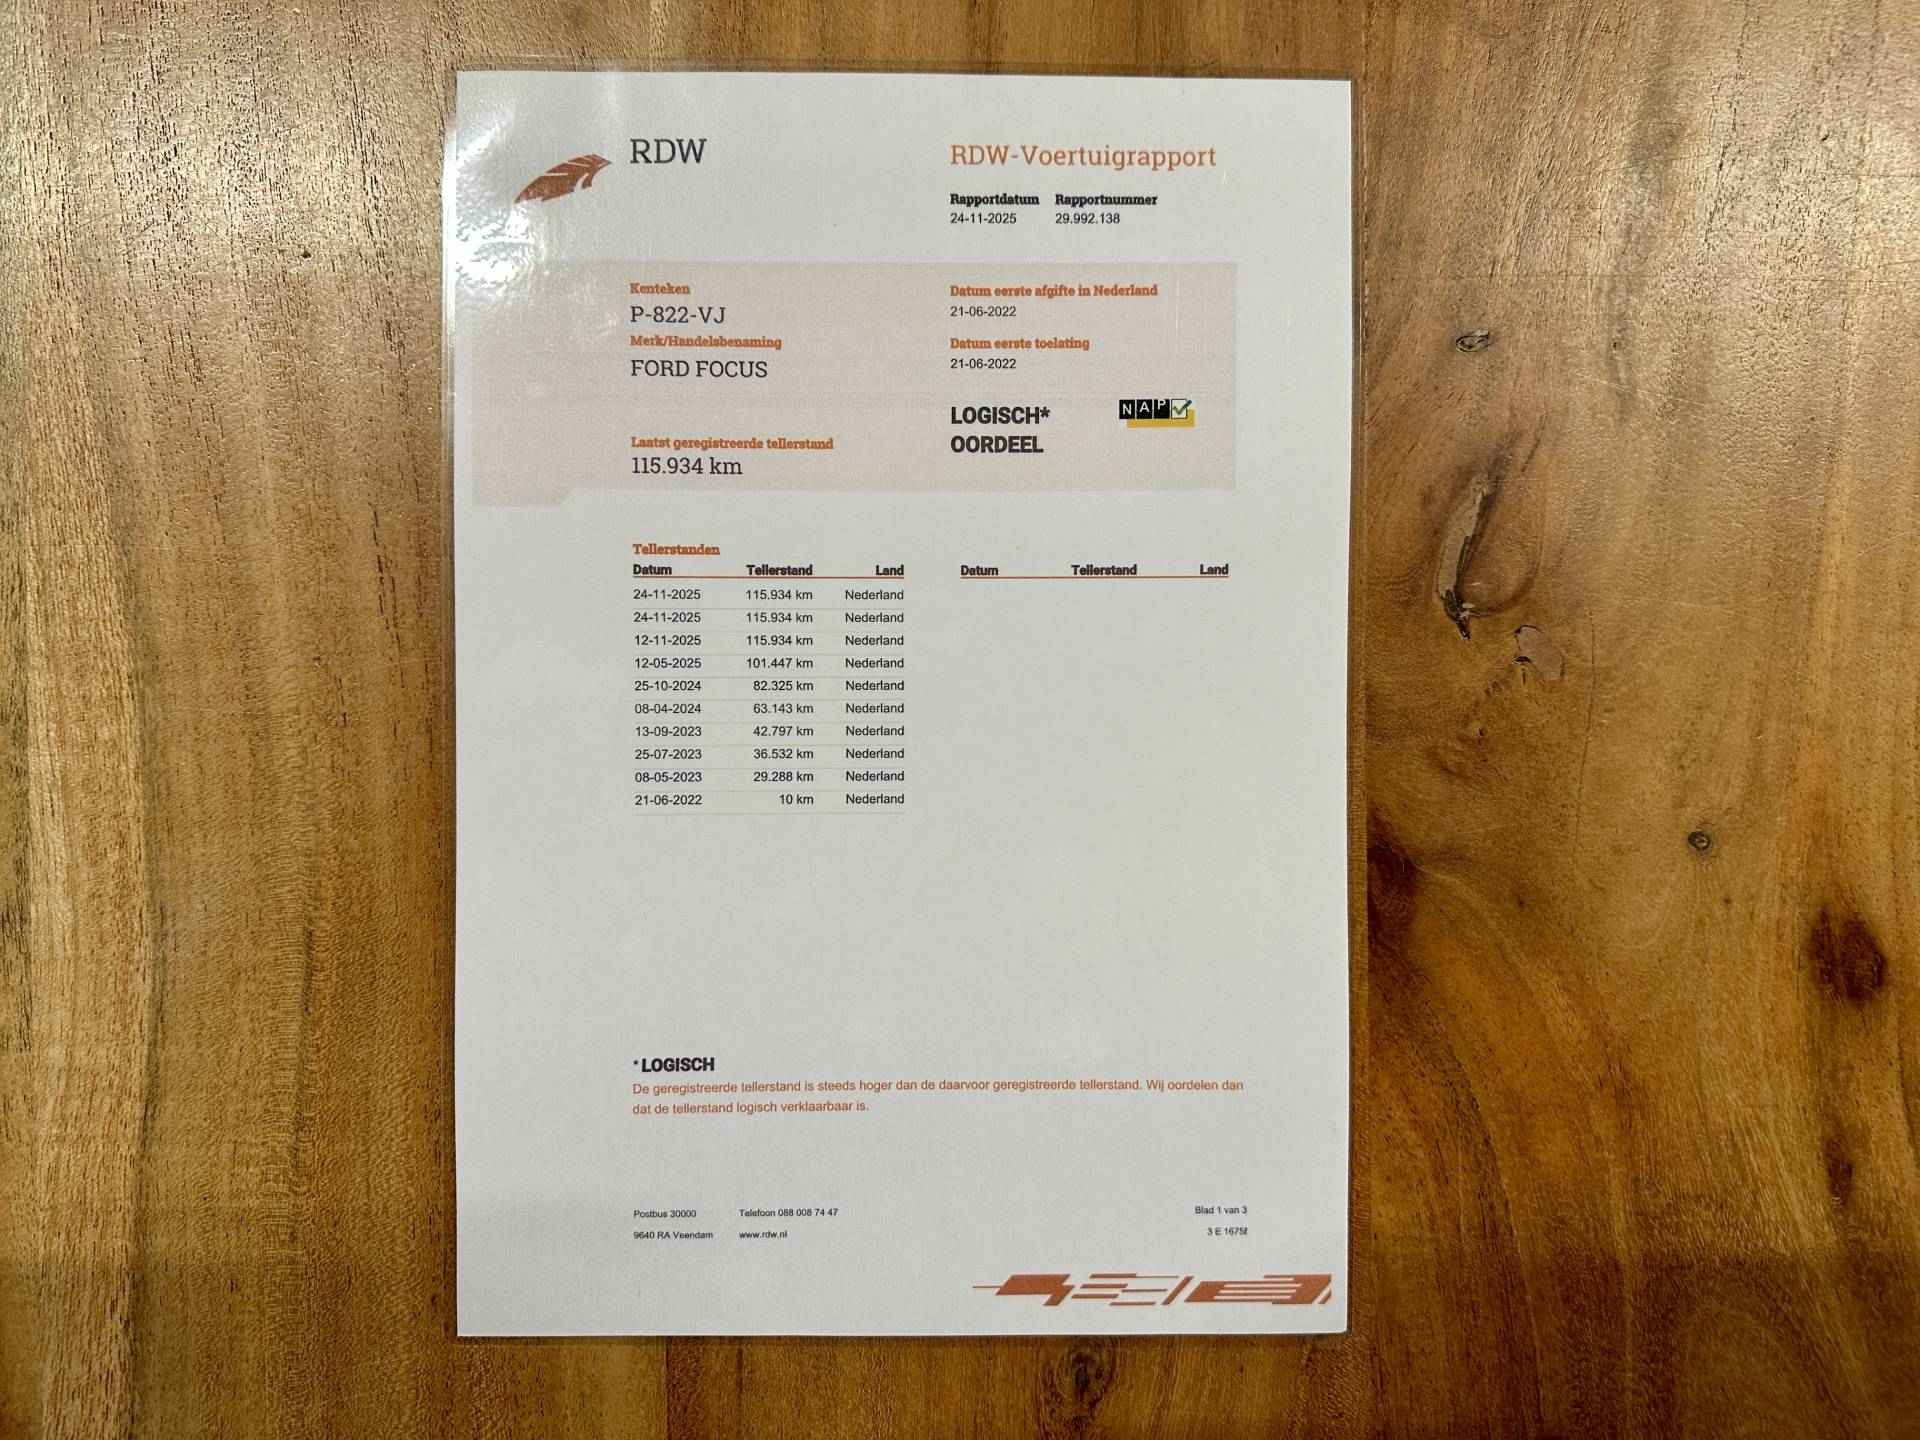 RDW
RDW-Voertuigrapport
Rapportdatum Rapportnummer
24-11-2025 29.992.138
Kenteken
P-822-VJ
Merk/Handelsbenaming
FORD FOCUS
Laatst geregistreerde tellerstand
115.934 km
Datum eerste afgifte in Nederland
21-06-2022
Datum eerste toelating
21-06-2022
LOGISCH*
OORDEEL
NAP
Tellerstanden
Datum Tellerstand Land Datum Tellerstand Land
24-11-2025 115.934 km Nederland
24-11-2025 115.934 km Nederland
12-11-2025 115.934 km Nederland
12-05-2025 101.447 km Nederland
25-10-2024 82.325 km Nederland
08-04-2024 63.143 km Nederland
13-09-2023 42.797 km Nederland
25-07-2023 36.532 km Nederland
08-05-2023 29.288 km Nederland
21-06-2022 10 km Nederland
* LOGISCH
De geregistreerde tellerstand is steeds hoger dan de daarvoor geregistreerde tellerstand. Wij oordelen dan
dat de tellerstand logisch verklaarbaar is.
Postbus 30000 Telefoon 088 008 74 47 Blad 1 van 3
9640 RA Veendam www.rdw.nl 3 E